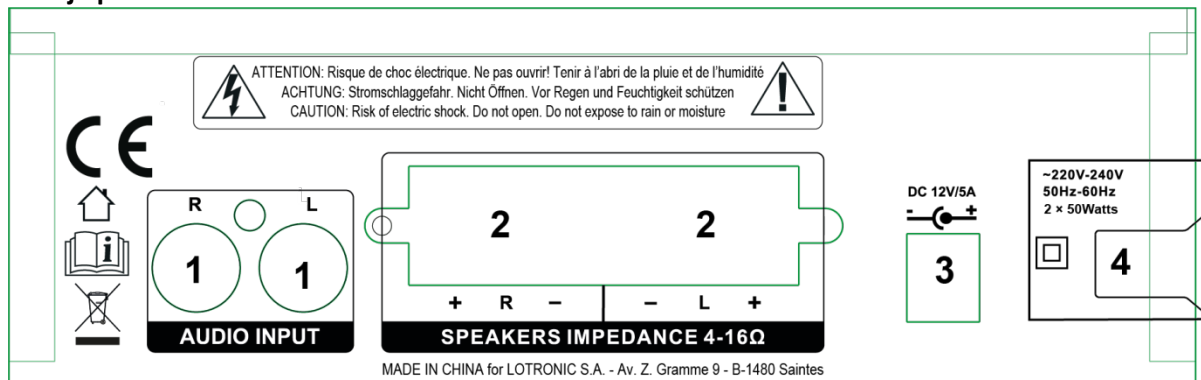 ATTENTION: Risque de choc électrique. Ne pas ouvrir! Tenir à l'abri de la pluie et de l'humidité
ACHTUNG: Stromschlaggefahr. Nicht Öffnen. Vor Regen und Feuchtigkeit schützen
CAUTION: Risk of electric shock. Do not open. Do not expose to rain or moisture
CE
R L
1 1
AUDIO INPUT
2 2
+ R − − L +
SPEAKERS IMPEDANCE 4-16Ω
DC 12V/5A
- +
3
~220V-240V
50Hz-60Hz
2 × 50Watts
4
MADE IN CHINA for LOTRONIC S.A. - Av. Z. Gramme 9 - B-1480 Saintes